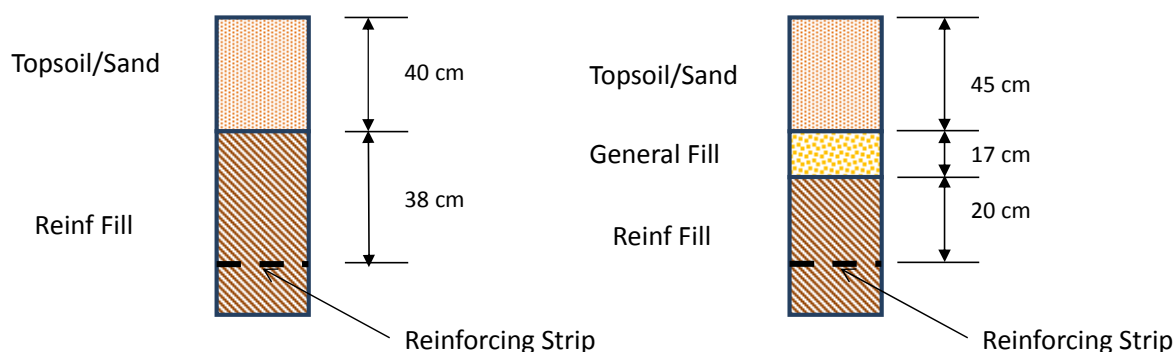 Topsoil/Sand
40 cm
Reinf Fill
38 cm
Reinforcing Strip
Topsoil/Sand
45 cm
General Fill
17 cm
Reinf Fill
20 cm
Reinforcing Strip